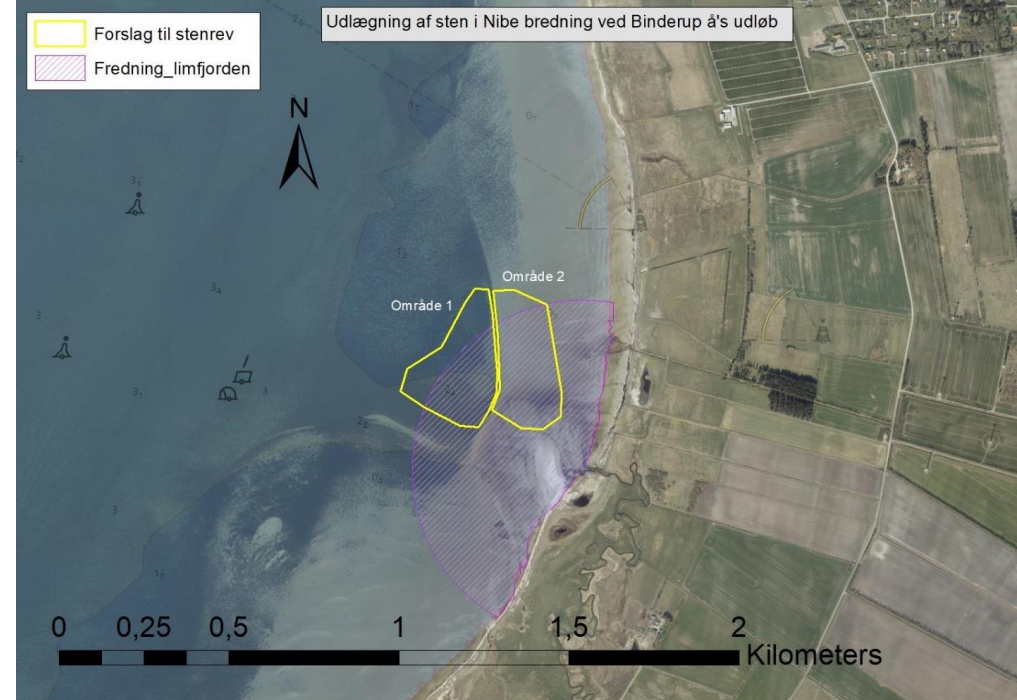 Udlægning af sten i Nibe bredning ved Binderup å's udløb
Forslag til stenrev
Fredning_limfjorden
N
Område 2
Område 1
0 0,25 0,5 1 1,5 2
Kilometers